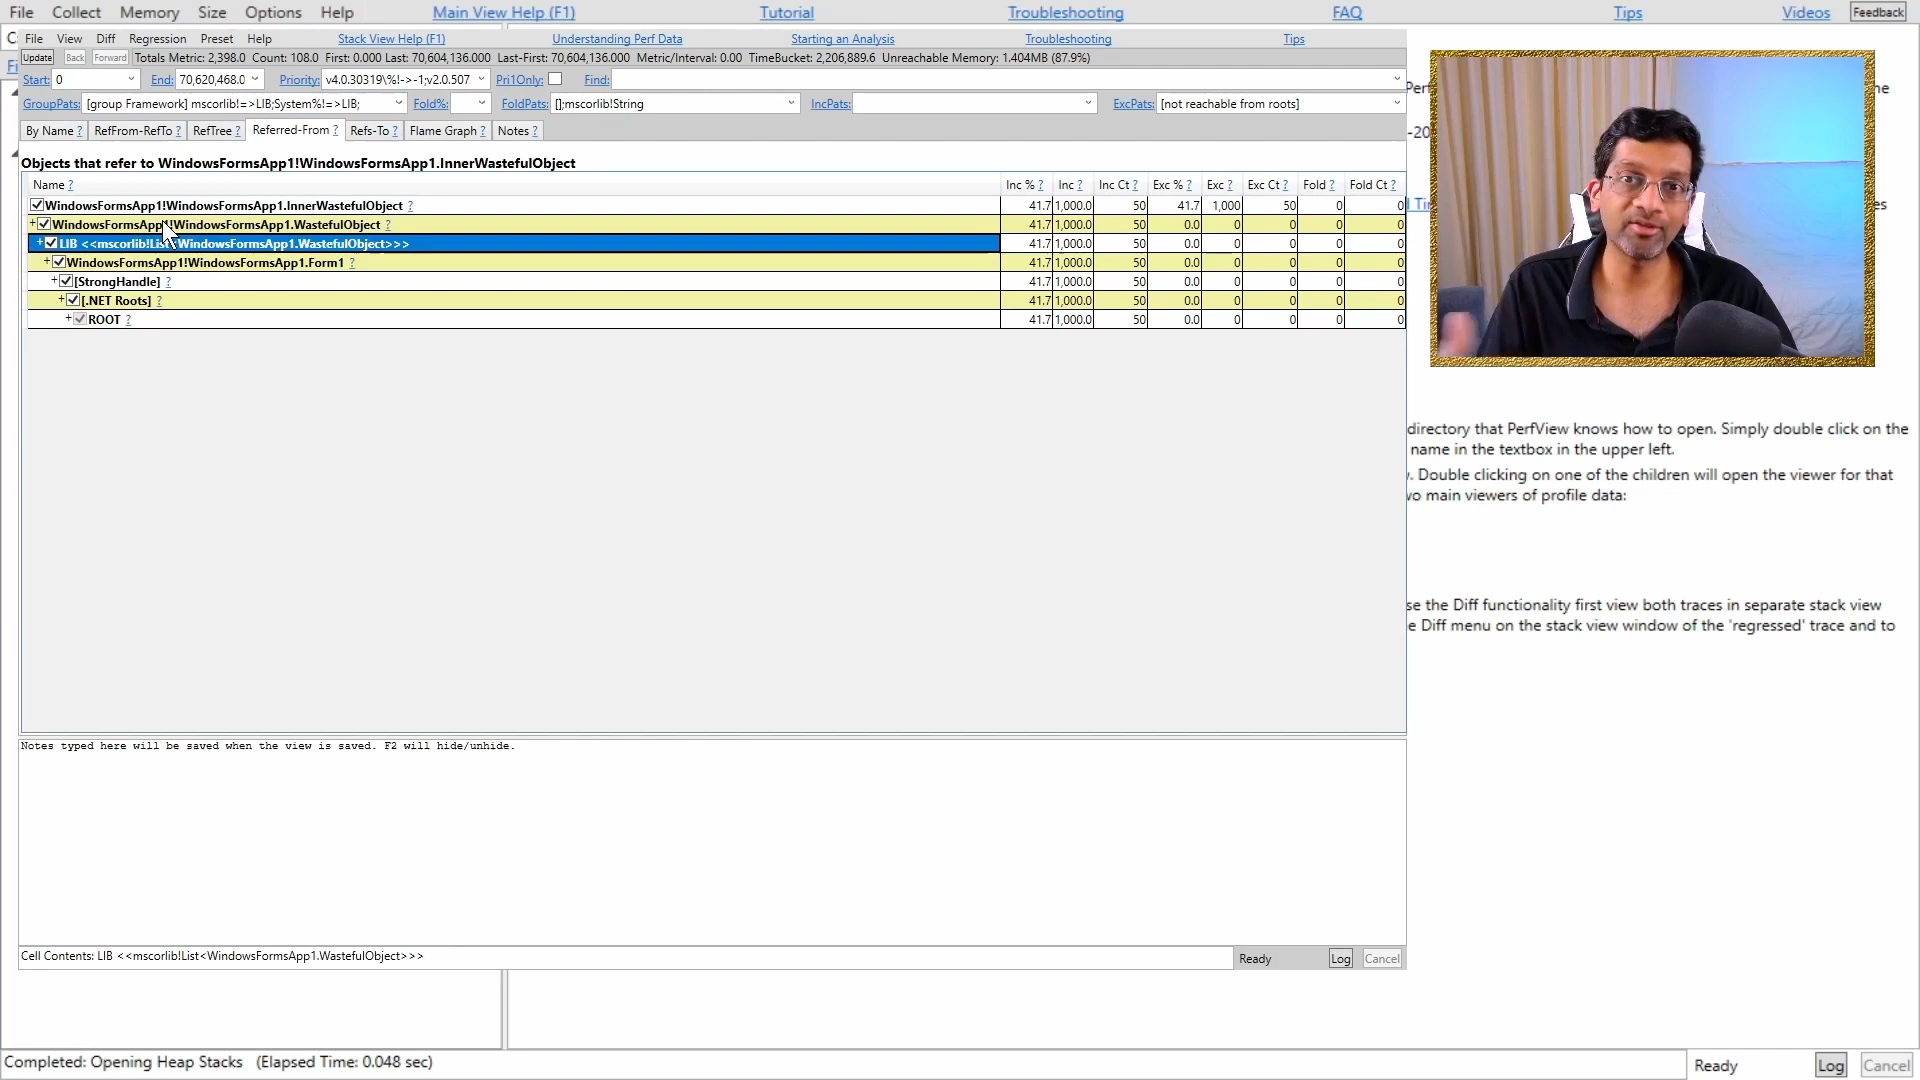 File Collect Memory Size Options Help Main View Help (F1) Tutorial Troubleshooting FAQ Tips Videos Feedback
File View Diff Regression Preset Help Stack View Help (F1) Understanding Perf Data Starting an Analysis Troubleshooting Tips
Update Back Forward Totals Metric: 2,398.0 Count: 108.0 First: 0.000 Last: 70,604,136.000 Last-First: 70,604,136.000 Metric/Interval: 0.00 TimeBucket: 2,206,889.6 Unreachable Memory: 1.404MB (87.9%)
Start: 0 End: 70,620,468.0 Priority: v4.0.30319\%!->-1;v2.0.507 Pri1Only: Find:
GroupPats: [group Framework] mscorlib!=>LIB;System%!=>LIB; Fold%: FoldPats: [];mscorlib!String IncPats: ExcPats: [not reachable from roots]
By Name ? RefFrom-RefTo ? RefTree ? Referred-From ? Refs-To ? Flame Graph ? Notes ?
Objects that refer to WindowsFormsApp1!WindowsFormsApp1.InnerWastefulObject
Name ? Inc % ? Inc ? Inc Ct ? Exc % ? Exc ? Exc Ct ? Fold ? Fold Ct ?
WindowsFormsApp1!WindowsFormsApp1.InnerWastefulObject ? 41.7 1,000.0 50 41.7 1,000 50 0 0
+ WindowsFormsApp1!WindowsFormsApp1.WastefulObject ? 41.7 1,000.0 50 0.0 0 0 0 0
+ LIB <<mscorlib!List<WindowsFormsApp1.WastefulObject>>> 41.7 1,000.0 50 0.0 0 0 0 0
+ WindowsFormsApp1!WindowsFormsApp1.Form1 ? 41.7 1,000.0 50 0.0 0 0 0 0
+ [StrongHandle] ? 41.7 1,000.0 50 0.0 0 0 0 0
+ [.NET Roots] ? 41.7 1,000.0 50 0.0 0 0 0 0
+ ROOT ? 41.7 1,000.0 50 0.0 0 0 0 0
directory that PerfView knows how to open. Simply double click on the
name in the textbox in the upper left.
. Double clicking on one of the children will open the viewer for that
wo main viewers of profile data:
se the Diff functionality first view both traces in separate stack view
e Diff menu on the stack view window of the 'regressed' trace and to
Notes typed here will be saved when the view is saved. F2 will hide/unhide.
Cell Contents: LIB <<mscorlib!List<WindowsFormsApp1.WastefulObject>>> Ready Log Cancel
Completed: Opening Heap Stacks (Elapsed Time: 0.048 sec) Ready Log Cancel